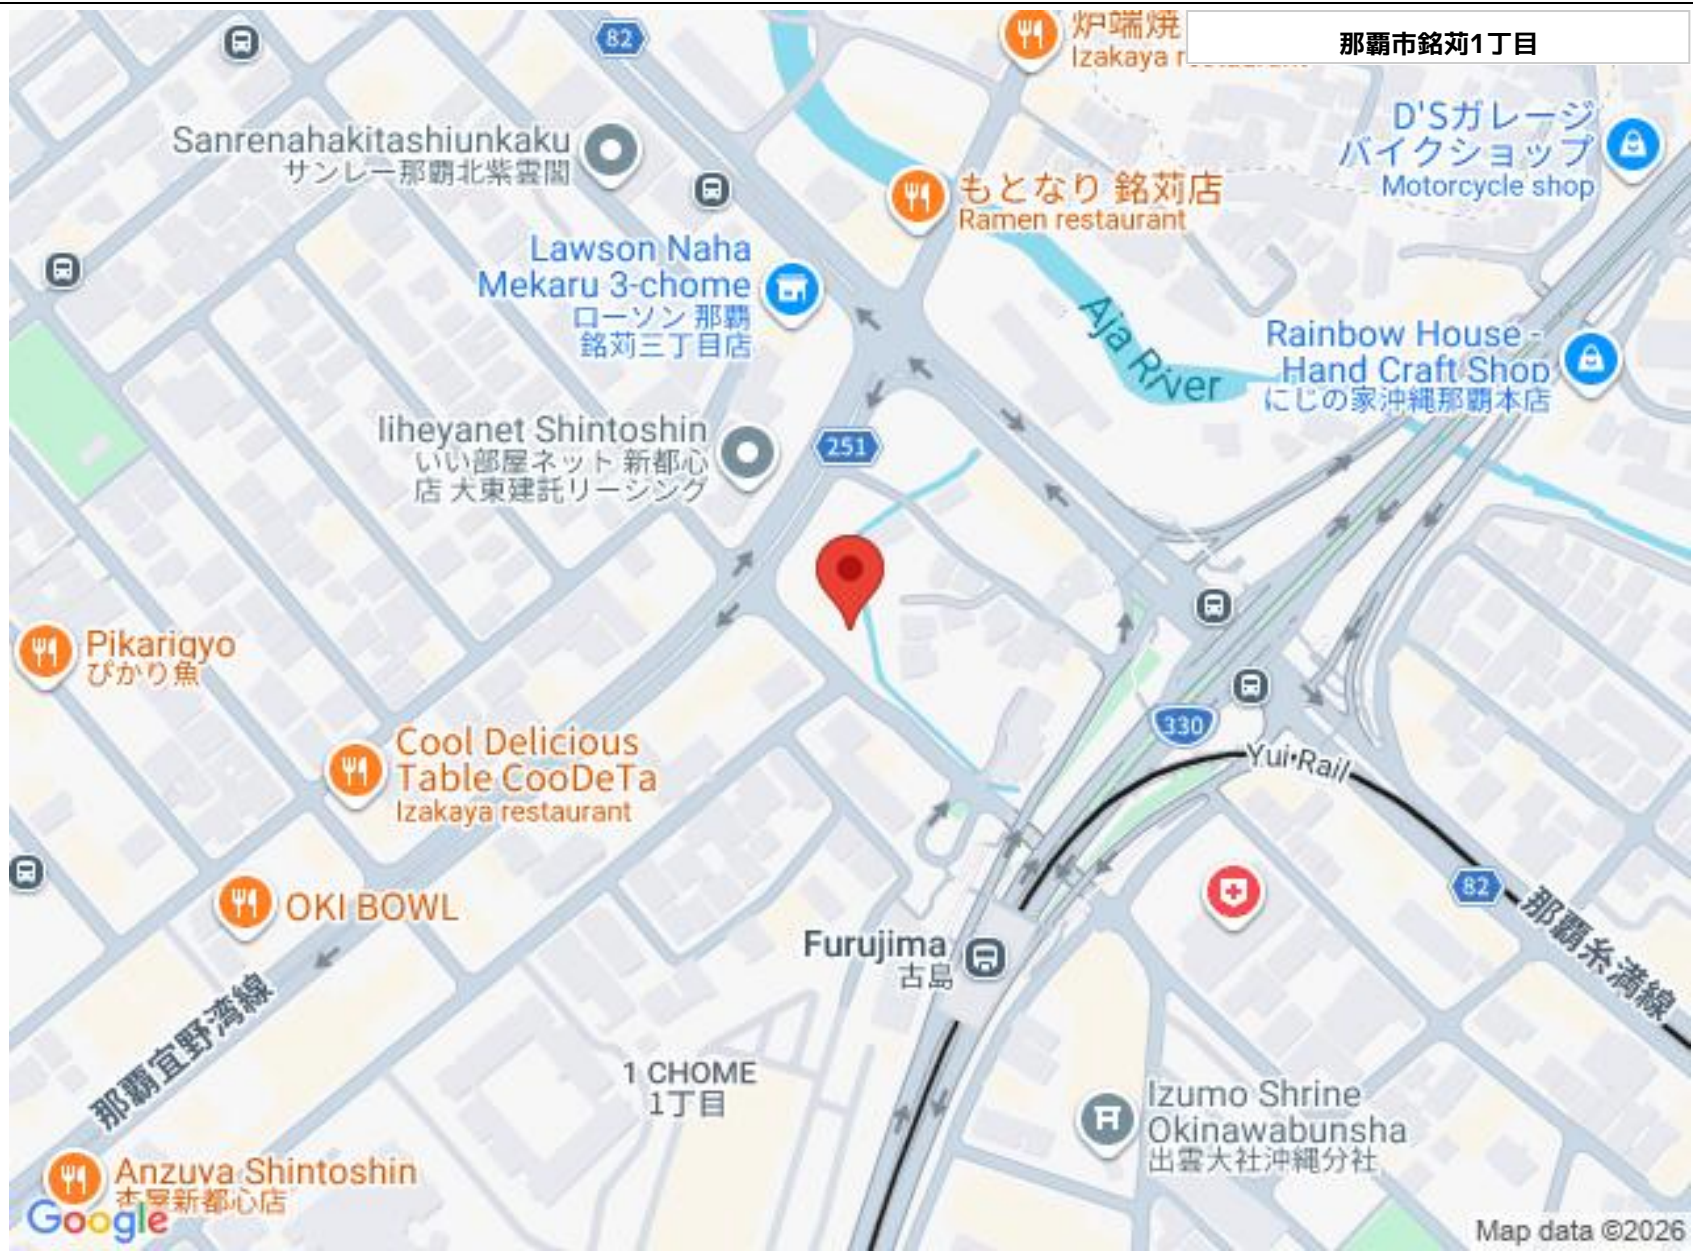 82
炉端焼
Izakaya r
那覇市銘苅1丁目
Sanrenahakitashiunkaku
サンレー那覇北紫雲閣
D'Sガレージ
バイクショップ
Motorcycle shop
もとなり 銘苅店
Ramen restaurant
Lawson Naha
Mekaru 3-chome
ローソン 那覇
銘苅三丁目店
Aja River
Rainbow House -
Hand Craft Shop
にじの家沖縄那覇本店
Iiheyanet Shintoshin
いい部屋ネット 新都心
店 大東建託リーシング
251
Pikarigyo
ぴかり魚
330
Yui・Rail
Cool Delicious
Table CooDeTa
Izakaya restaurant
OKI BOWL
82
那覇糸満線
Furujima
古島
那覇宜野湾線
1 CHOME
1丁目
Izumo Shrine
Okinawabunsha
出雲大社沖縄分社
Anzuya Shintoshin
杏屋新都心店
Google
Map data ©2026